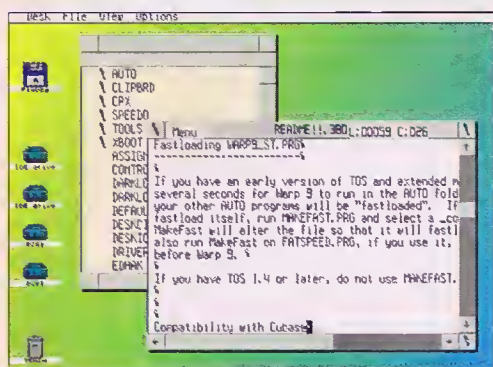 Desk File View Options
AUTO
CLIPBRD
CPX
SPEEDO
TOOLS
XBOOT
ASSIGN
CONTRO
DARKLO
DARKLO
DEFAUL
DESKIC
DESKIC
DRIVER
EDHAK
Menu README!!.380 L:00059 C:026
Fastloading WARP9_ST.PRG
------------------------
If you have an early version of TOS and extended m
several seconds for Warp 9 to run in the AUTO fold
your other AUTO programs will be "fastloaded". If
fastload itself, run MAKEFAST.PRG and select a _co
MakeFast will alter the file so that it will fastl
also run MakeFast on FATSPEED.PRG, if you use it,
before Warp 9.
If you have TOS 1.4 or later, do not use MAKEFAST.
Compatibility with Cubase